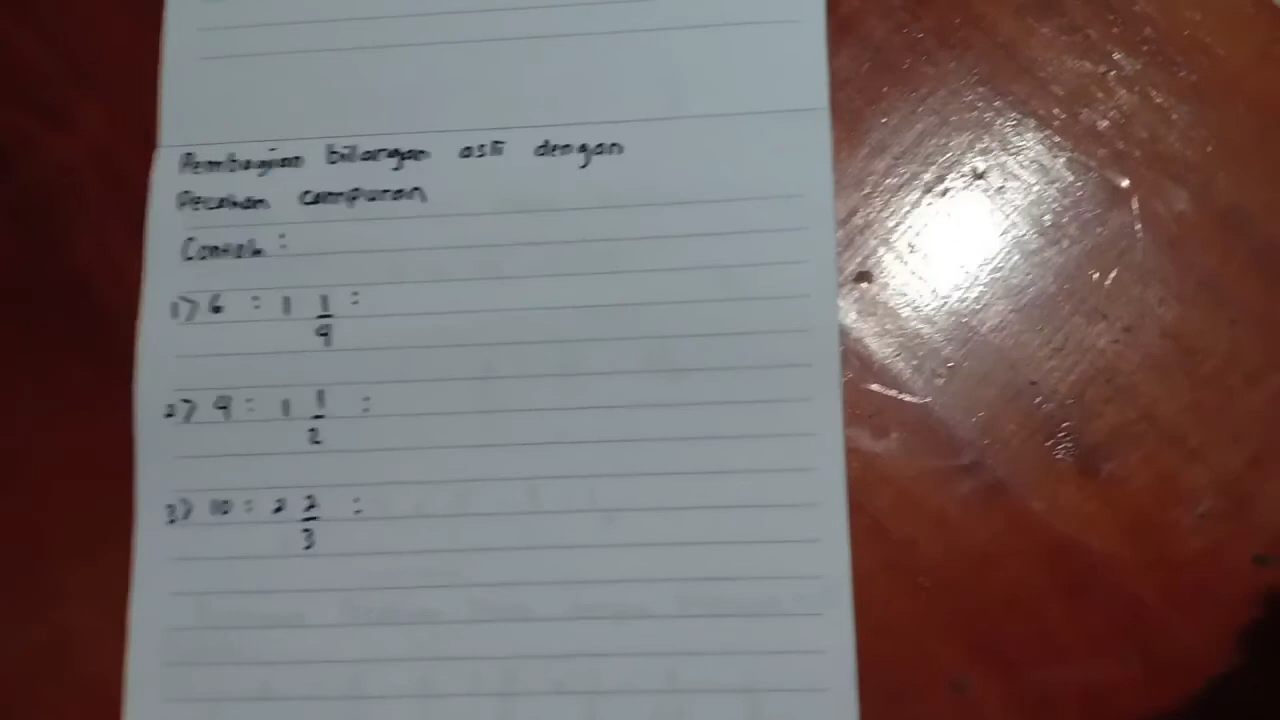 Pembagian bilangan asli dengan
Pecahan campuran
Contoh :
1) 6 : 1 1/4 :
2) 4 : 1 1/2 :
3) 10 : 2 2/3 :